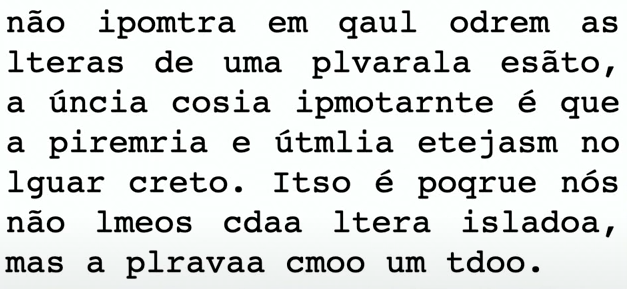 não ipomtra em qaul odrem as
lteras de uma plvarala esãto,
a úncia cosia ipmotarnte é que
a piremria e útmlia etejasm no
lguar creto. Itso é poqrue nós
não lmeos cdaa ltera isladoa,
mas a plravaa cmoo um tdoo.